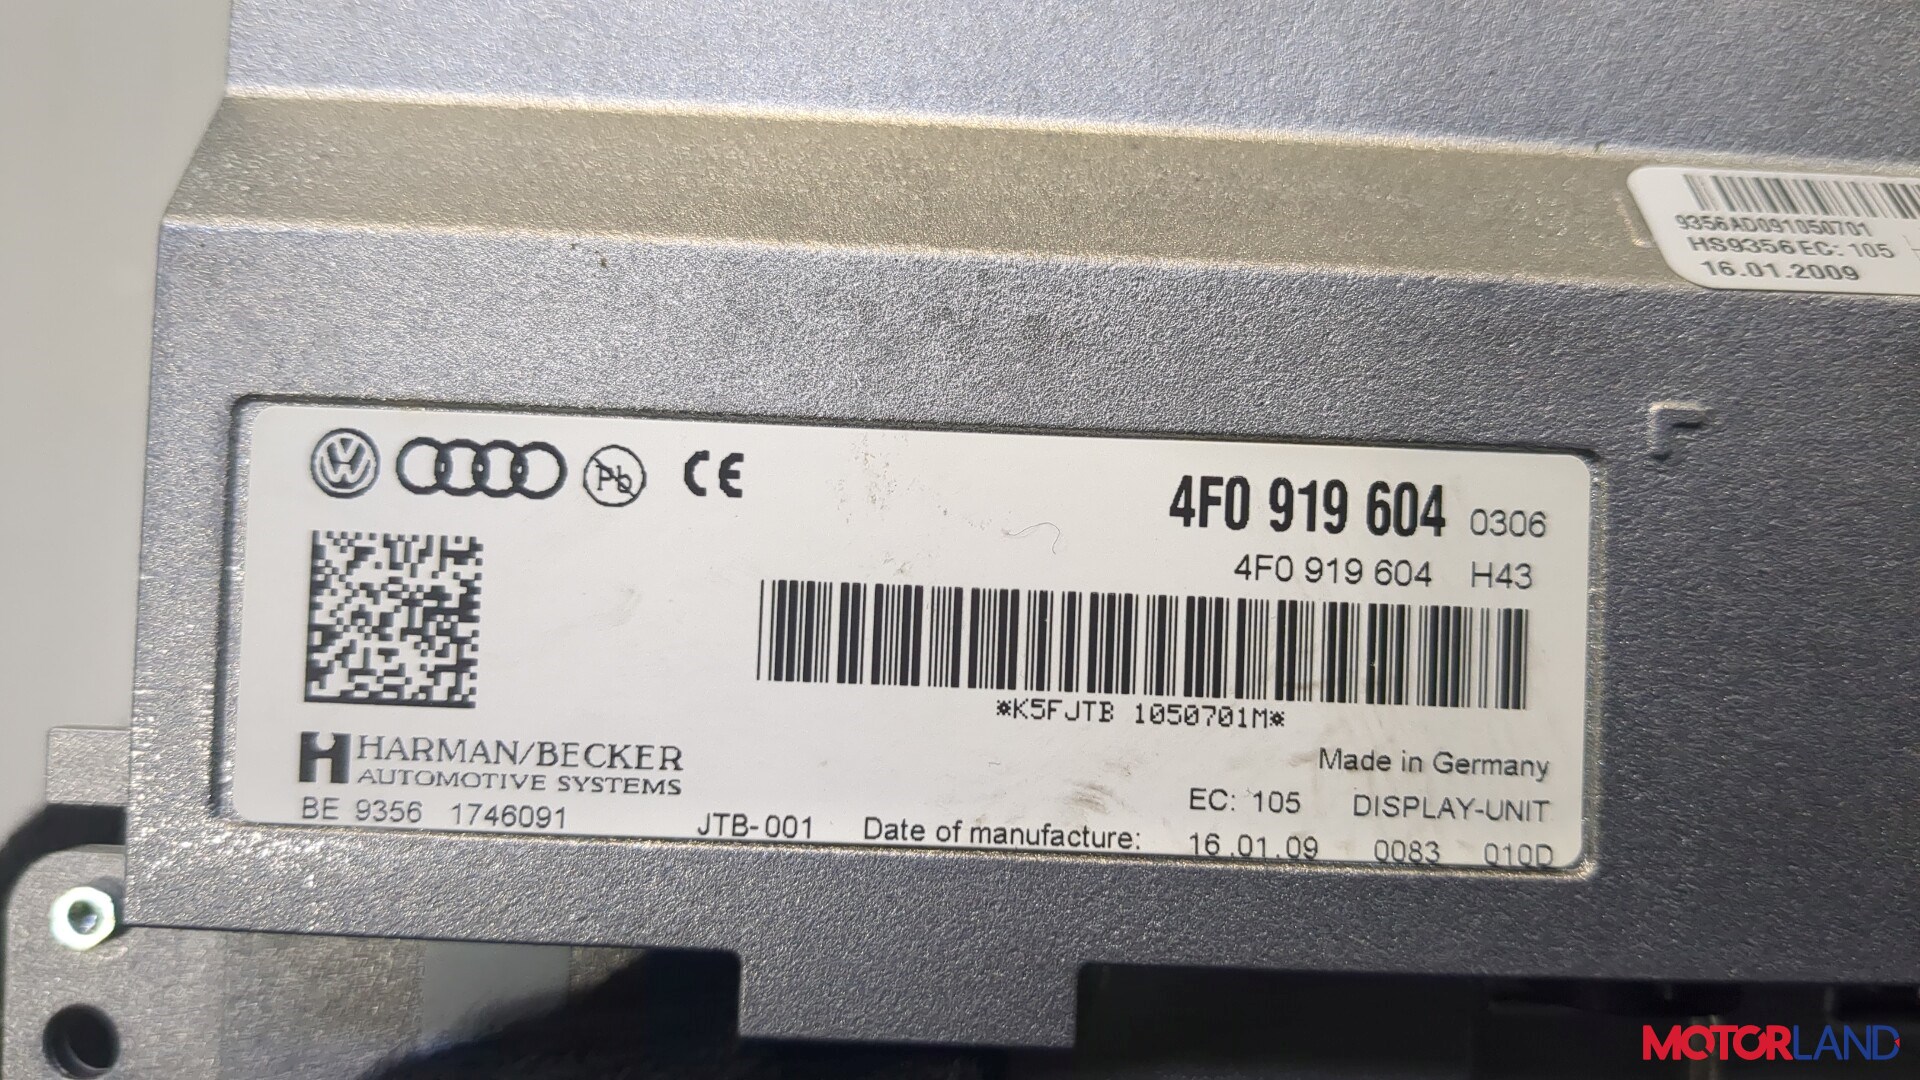 9356AD091050701
HS9356 EC: 105
16.01.2009
Pb CE
4F0 919 604 0306
4F0 919 604 H43
*K5FJTB 1050701M*
HARMAN/BECKER
AUTOMOTIVE SYSTEMS
Made in Germany
EC: 105 DISPLAY-UNIT
BE 9356 1746091 JTB-001 Date of manufacture: 16.01.09 0083 010D
MOTORLAND